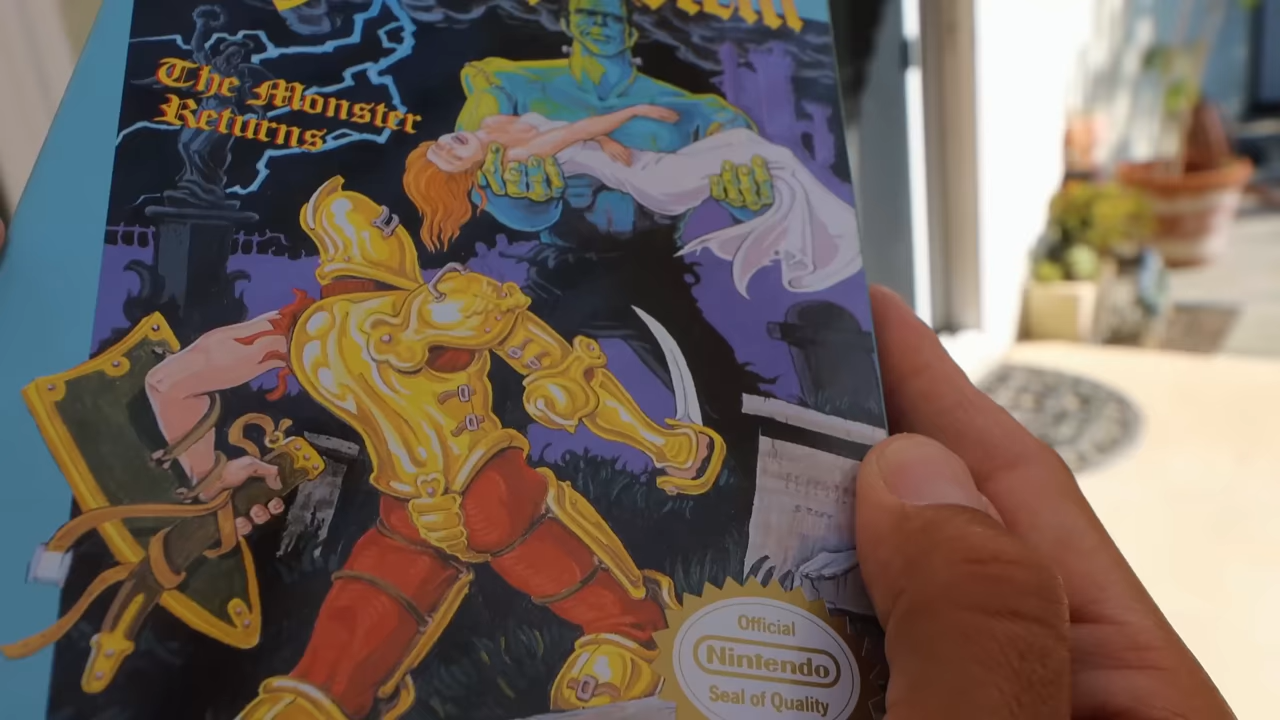 The Monster
Returns
Official
Nintendo
Seal of Quality